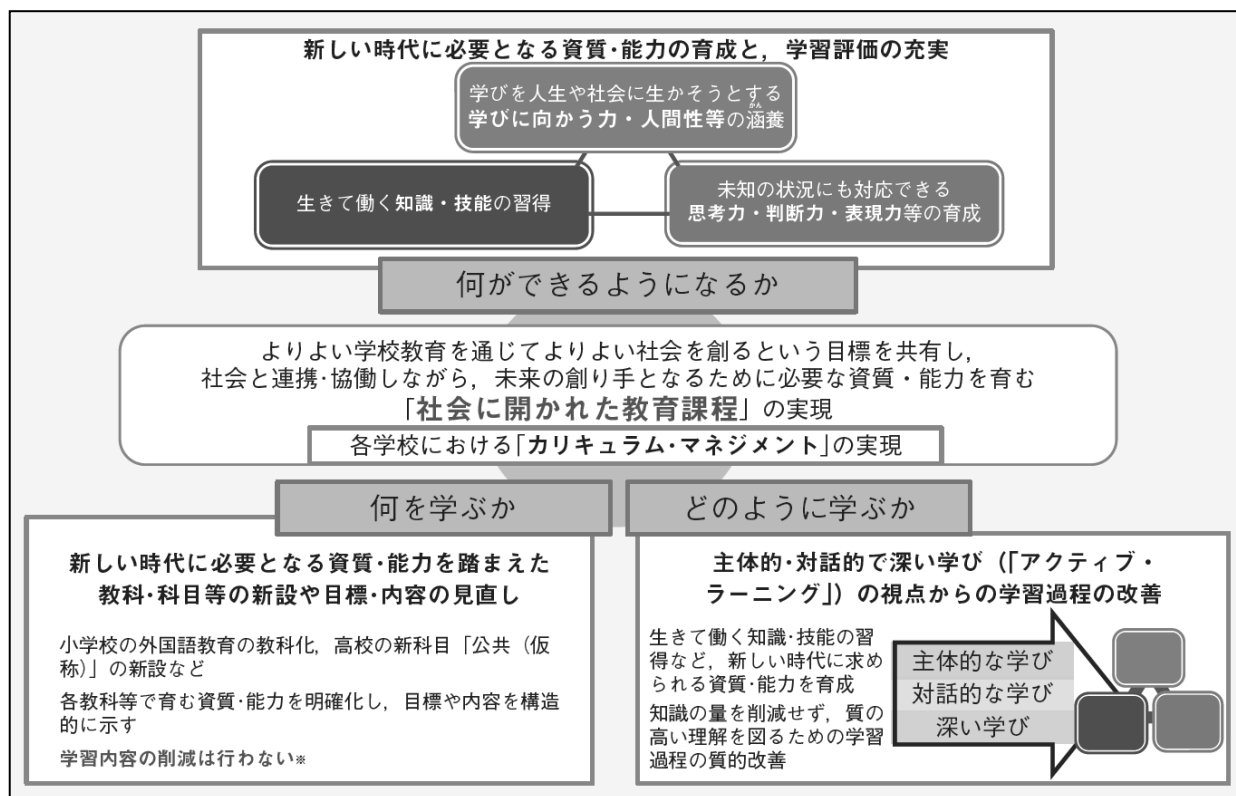 新しい時代に必要となる資質・能力の育成と，学習評価の充実
学びを人生や社会に生かそうとする
学びに向かう力・人間性等の涵養
かん
生きて働く知識・技能の習得
未知の状況にも対応できる
思考力・判断力・表現力等の育成
何ができるようになるか
よりよい学校教育を通じてよりよい社会を創るという目標を共有し，
社会と連携・協働しながら，未来の創り手となるために必要な資質・能力を育む
「社会に開かれた教育課程」の実現
各学校における「カリキュラム・マネジメント」の実現
何を学ぶか
新しい時代に必要となる資質・能力を踏まえた
教科・科目等の新設や目標・内容の見直し
小学校の外国語教育の教科化，高校の新科目「公共（仮
称）」の新設など
各教科等で育む資質・能力を明確化し，目標や内容を構造
的に示す
学習内容の削減は行わない※
どのように学ぶか
主体的・対話的で深い学び（「アクティブ・
ラーニング」）の視点からの学習過程の改善
生きて働く知識・技能の習
得など，新しい時代に求め
られる資質・能力を育成
知識の量を削減せず，質の
高い理解を図るための学習
過程の質的改善
主体的な学び
対話的な学び
深い学び